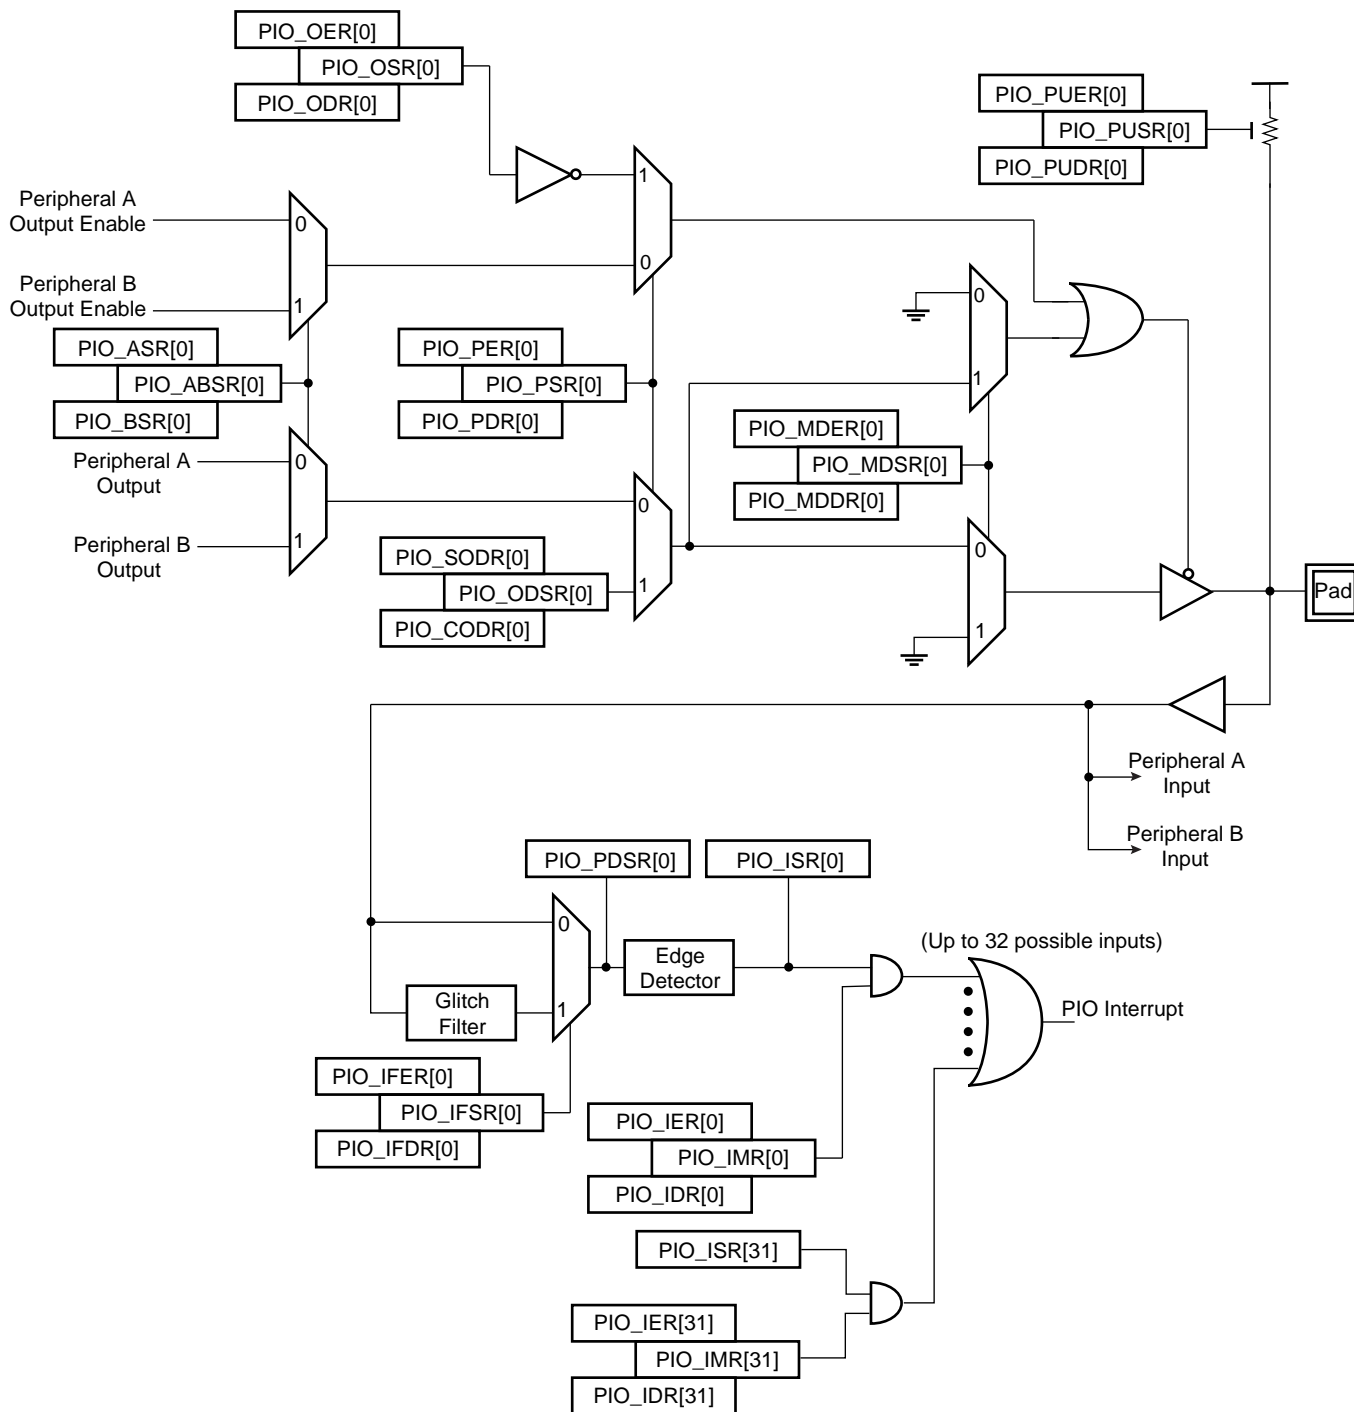 PIO_OER[0]
PIO_OSR[0]
PIO_ODR[0]
PIO_PUER[0]
PIO_PUSR[0]
PIO_PUDR[0]
1
0
Peripheral A
Output Enable
0
Peripheral B
Output Enable
1
PIO_ASR[0]
PIO_ABSR[0]
PIO_BSR[0]
PIO_PER[0]
PIO_PSR[0]
PIO_PDR[0]
0
1
PIO_MDER[0]
PIO_MDSR[0]
PIO_MDDR[0]
Peripheral A
Output
0
Peripheral B
Output
1
0
1
PIO_SODR[0]
PIO_ODSR[0]
PIO_CODR[0]
0
1
Pad
Peripheral A
Input
Peripheral B
Input
PIO_PDSR[0]
PIO_ISR[0]
0
1
Edge
Detector
Glitch
Filter
(Up to 32 possible inputs)
PIO Interrupt
PIO_IFER[0]
PIO_IFSR[0]
PIO_IFDR[0]
PIO_IER[0]
PIO_IMR[0]
PIO_IDR[0]
PIO_ISR[31]
PIO_IER[31]
PIO_IMR[31]
PIO_IDR[31]